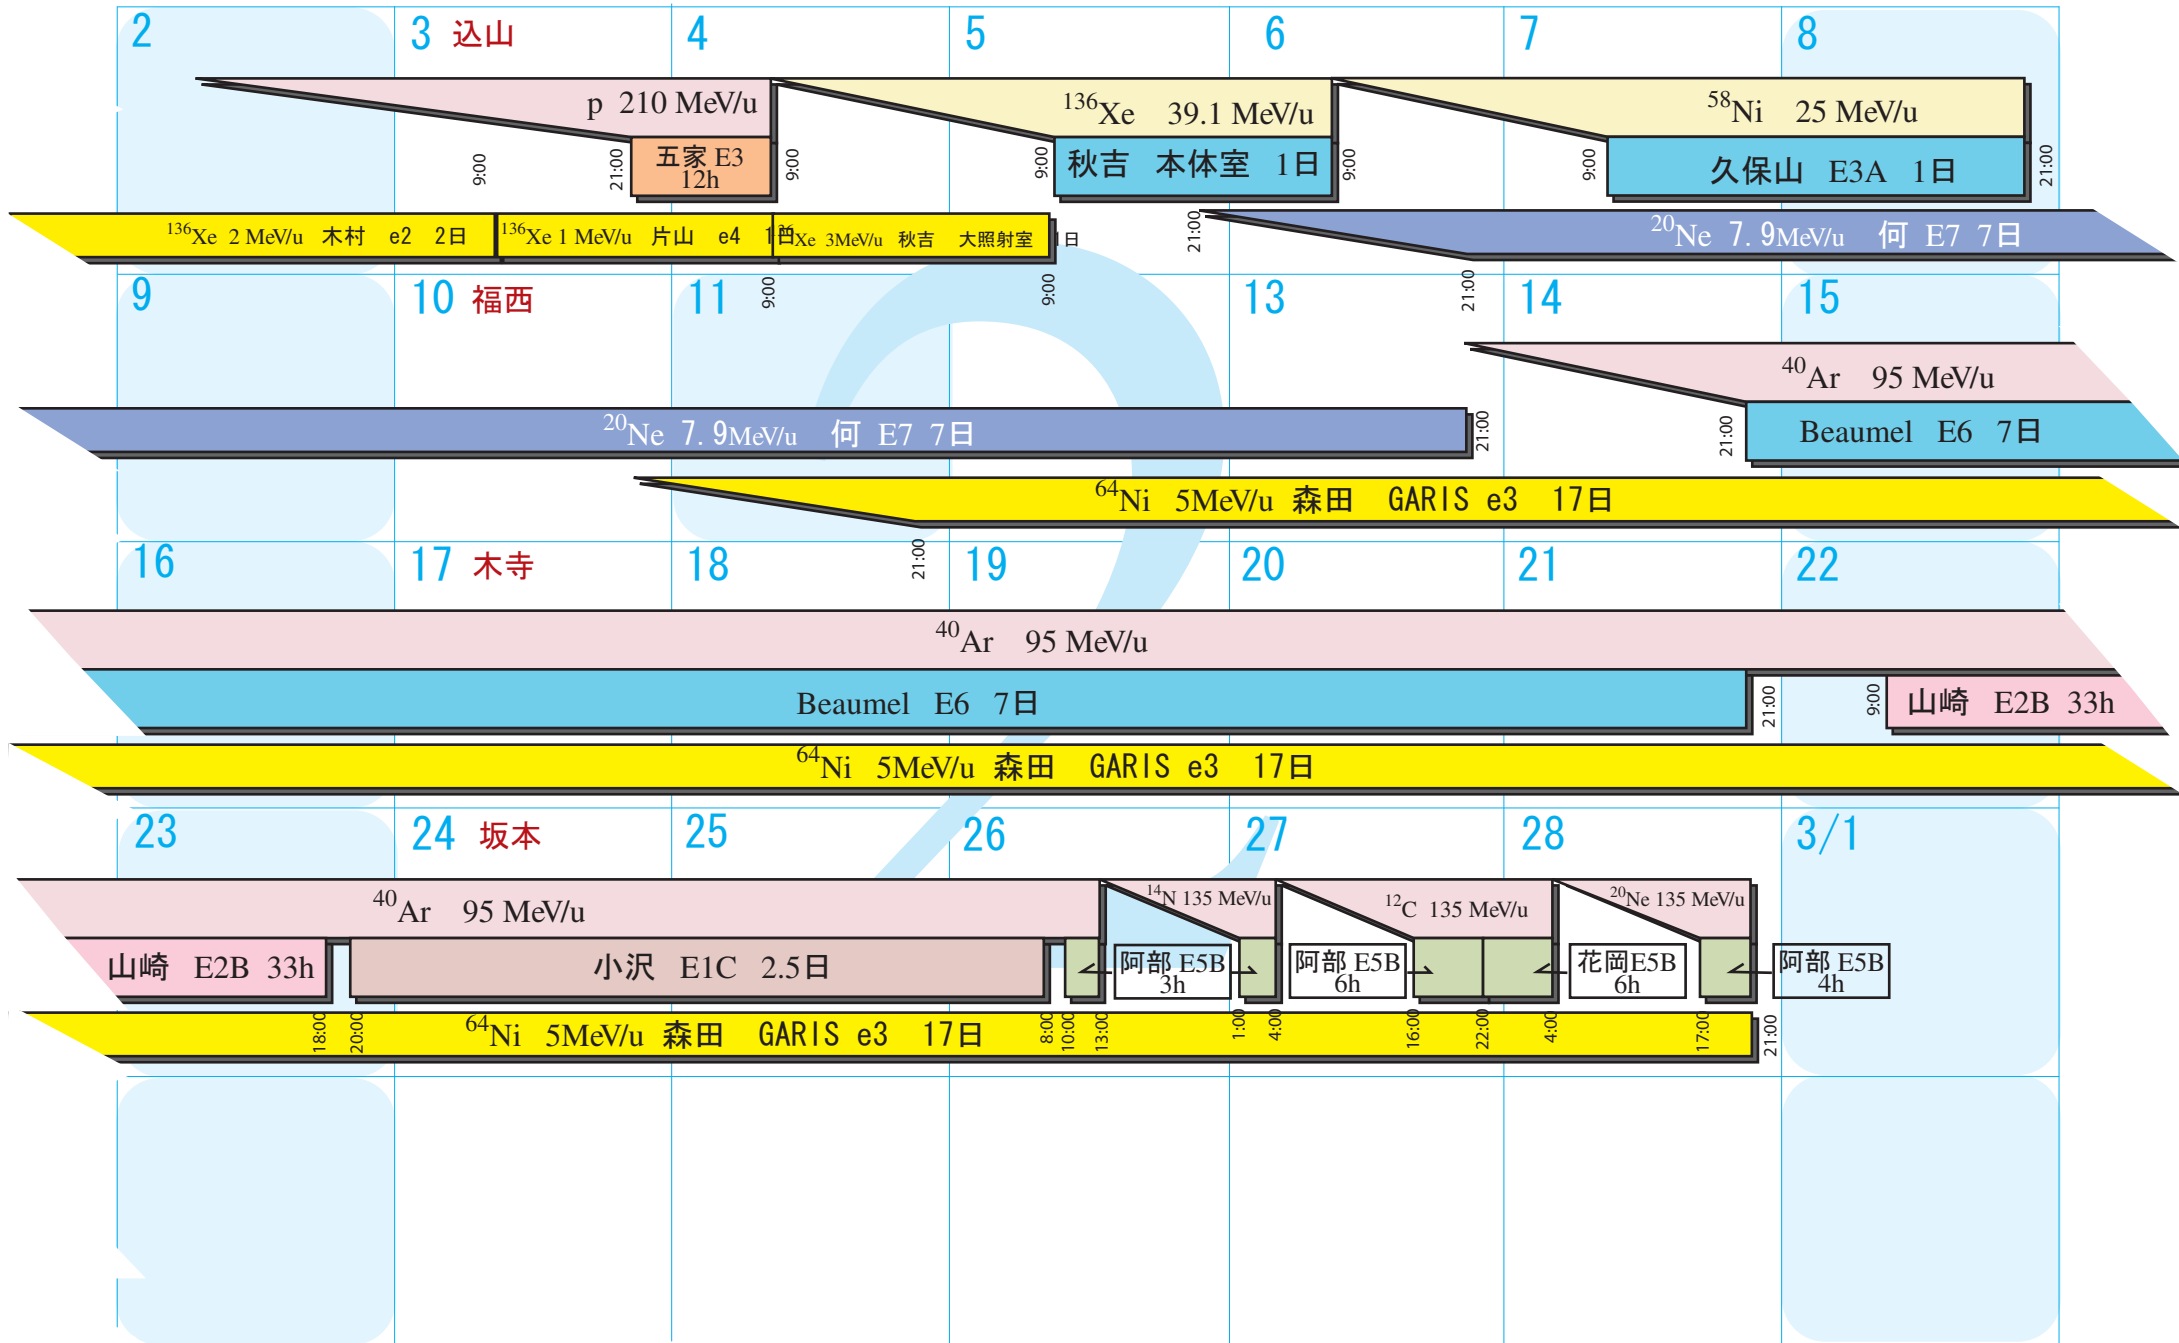 2
3 込山
4
5
6
7
8
p 210 MeV/u
136Xe 39.1 MeV/u
58Ni 25 MeV/u
9:00
21:00
五家 E3
12h
9:00
9:00
秋吉 本体室 1日
9:00
9:00
久保山 E3A 1日
21:00
136Xe 2 MeV/u 木村 e2 2日
136Xe 1 MeV/u 片山 e4 1日
136Xe 3MeV/u 秋吉 大照射室 1日
21:00
20Ne 7.9MeV/u 何 E7 7日
9:00
9:00
21:00
9
10 福西
11
13
14
15
40Ar 95 MeV/u
20Ne 7.9MeV/u 何 E7 7日
21:00
21:00
Beaumel E6 7日
64Ni 5MeV/u 森田 GARIS e3 17日
21:00
16
17 木寺
18
19
20
21
22
40Ar 95 MeV/u
Beaumel E6 7日
21:00
9:00
山崎 E2B 33h
64Ni 5MeV/u 森田 GARIS e3 17日
23
24 坂本
25
26
27
28
3/1
40Ar 95 MeV/u
14N 135 MeV/u
12C 135 MeV/u
20Ne 135 MeV/u
山崎 E2B 33h
小沢 E1C 2.5日
阿部 E5B
3h
阿部 E5B
6h
花岡E5B
6h
阿部 E5B
4h
18:00
20:00
64Ni 5MeV/u 森田 GARIS e3 17日
8:00
10:00
13:00
1:00
4:00
16:00
22:00
4:00
17:00
21:00